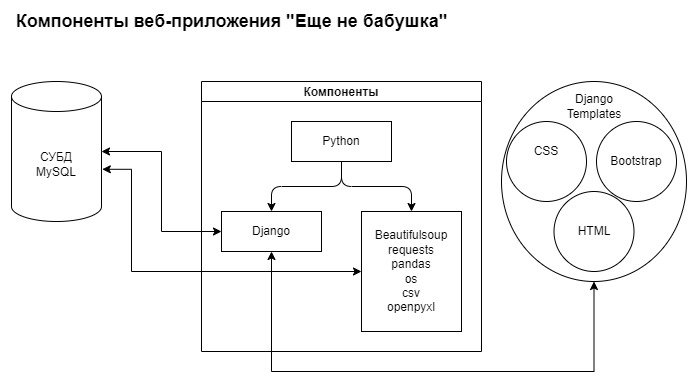 Компоненты веб-приложения "Еще не бабушка"
СУБД
MySQL
Компоненты
Python
Django
Beautifulsoup
requests
pandas
os
csv
openpyxl
Django
Templates
CSS
Bootstrap
HTML